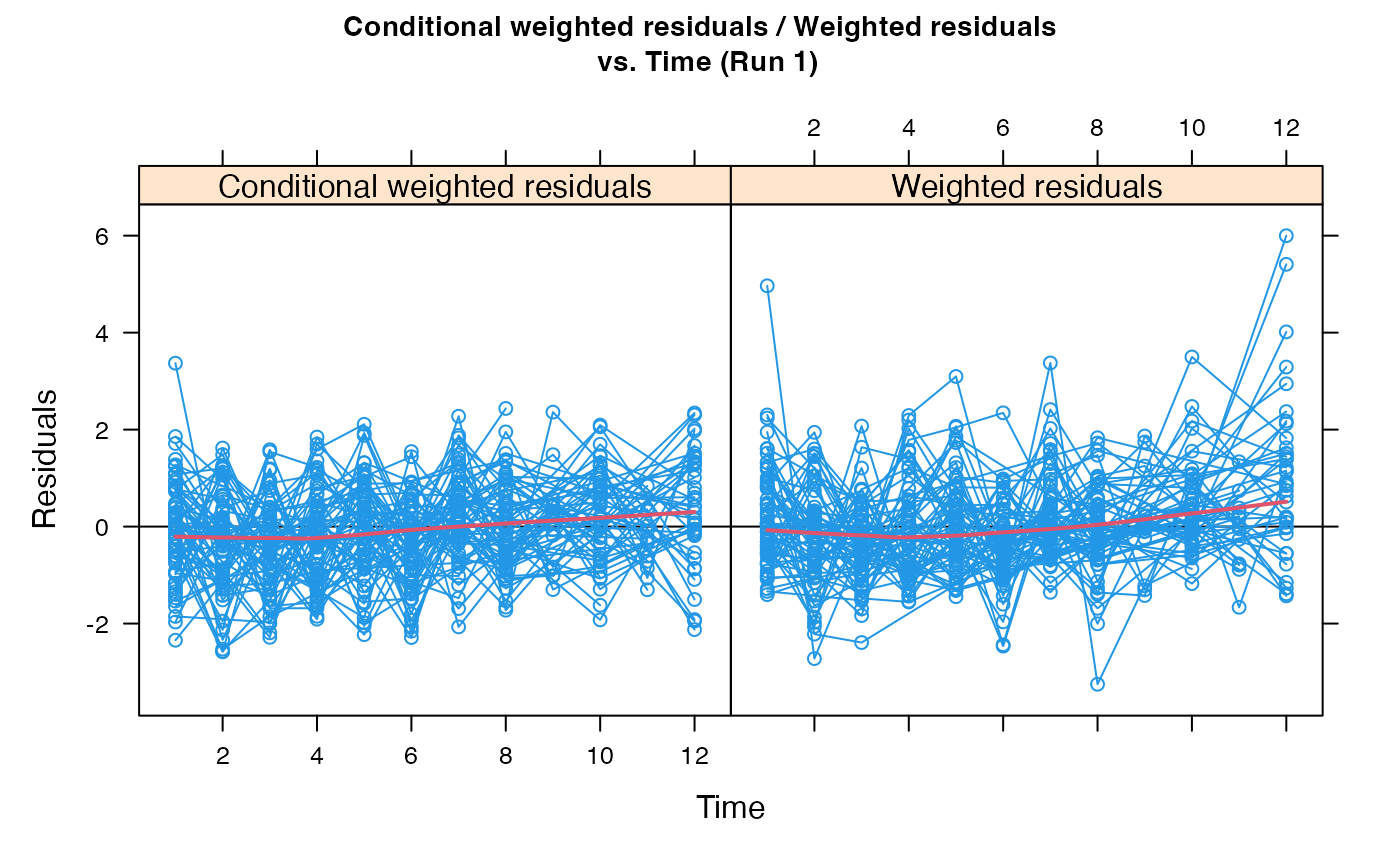 Conditional weighted residuals / Weighted residuals
vs. Time (Run 1)
2 4 6 8 10 12
Conditional weighted residuals Weighted residuals
6
4
2
0
-2
Residuals
2 4 6 8 10 12
Time